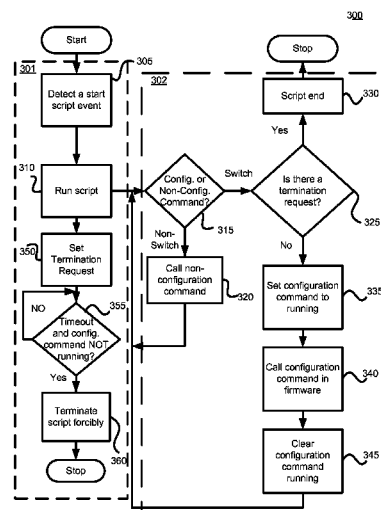 300
Start
Stop
301
305
302
Detect a start
script event
Script end
330
Yes
310
Run script
Config. or
Non-Config.
Command?
Switch
Is there a
termination
request?
315
325
350
Set
Termination
Request
Non-
Switch
No
Call non-
configuration
command
320
Set configuration
command to
running
335
NO
355
Timeout
and config.
command NOT
running?
Yes
Call configuration
command in
firmware
340
Terminate
script forcibly
360
Clear
configuration
command
running
345
Stop